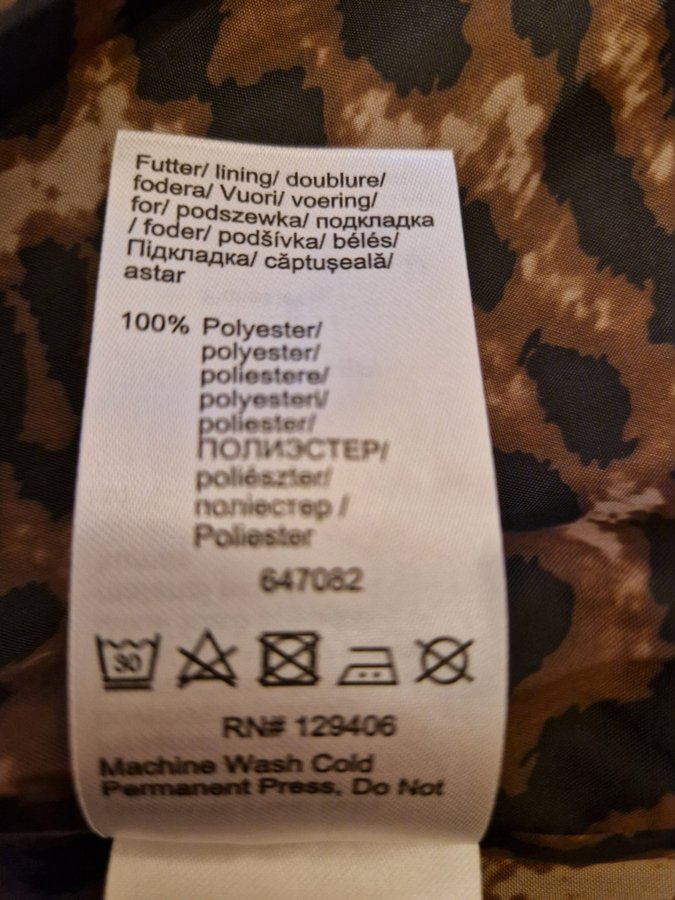 Futter/ lining/ doublure/
fodera/ Vuori/ voering/
for/ podszewka/ подкладка
/ foder/ podšívka/ bélés/
Підкладка/ căptușeală/
astar
100% Polyester/
polyester/
poliestere/
polyesteri/
poliester/
ПОЛИЭСТЕР/
poliészter/
поліестер /
Poliester
647082
30
RN# 129406
Machine Wash Cold
Permanent Press, Do Not